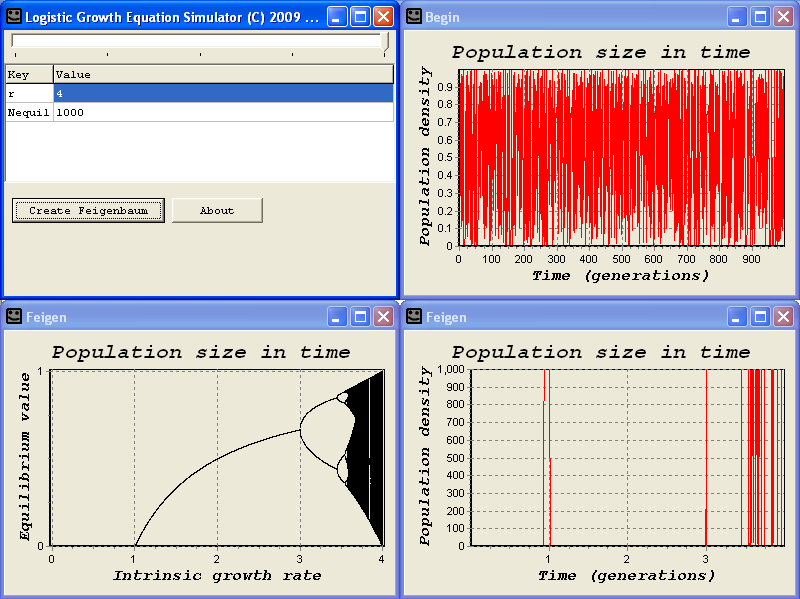 Logistic Growth Equation Simulator (C) 2009 ...
Key Value
r 4
Nequil 1000
Create Feigenbaum About
Begin
Population size in time
Population density
0.9
0.8
0.7
0.6
0.5
0.4
0.3
0.2
0.1
0
0 100 200 300 400 500 600 700 800 900
Time (generations)
Feigen
Population size in time
Equilibrium value
1
0
0 1 2 3 4
Intrinsic growth rate
Feigen
Population size in time
Population density
1,000
900
800
700
600
500
400
300
200
100
0
1 2 3
Time (generations)